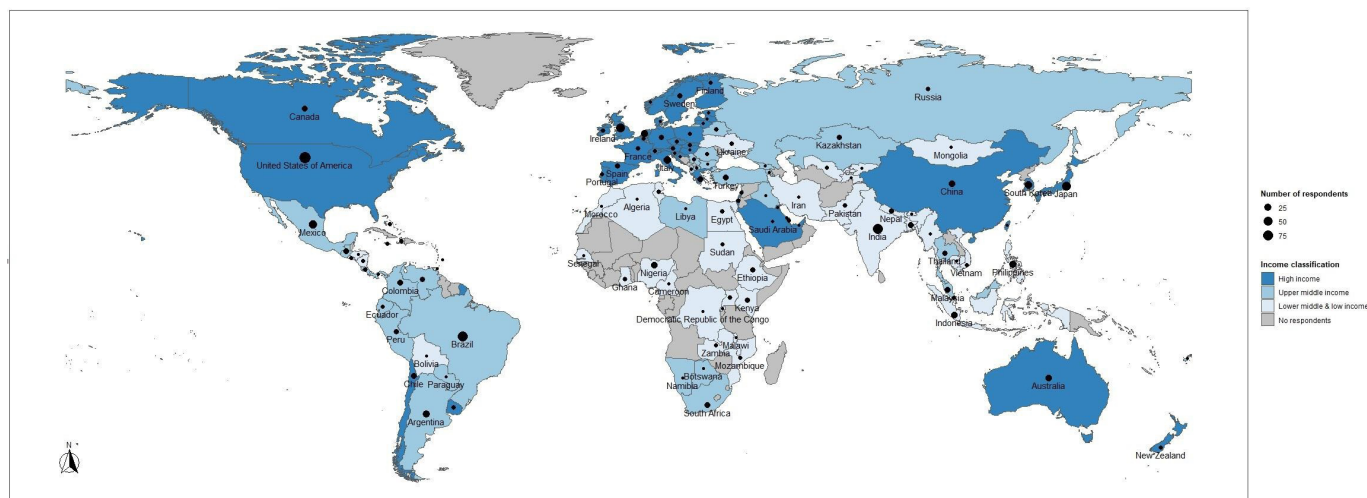 Finland
Sweden
Russia
Canada
Ireland
Ukraine
Kazakhstan
Mongolia
France
United States of America
Italy
Spain
Portugal
Turkey
China
South Korea
Japan
Number of respondents
25
50
75
Morocco
Algeria
Libya
Egypt
Iran
Pakistan
Nepal
Mexico
Saudi Arabia
India
Sudan
Senegal
Thailand
Vietnam
Philippines
Income classification
High income
Upper middle income
Lower middle & low income
No respondents
Nigeria
Ethiopia
Ghana
Cameroon
Colombia
Malaysia
Kenya
Ecuador
Democratic Republic of the Congo
Indonesia
Peru
Brazil
Malawi
Zambia
Bolivia
Mozambique
Botswana
Chile
Paraguay
Namibia
Australia
South Africa
Argentina
N
New Zealand